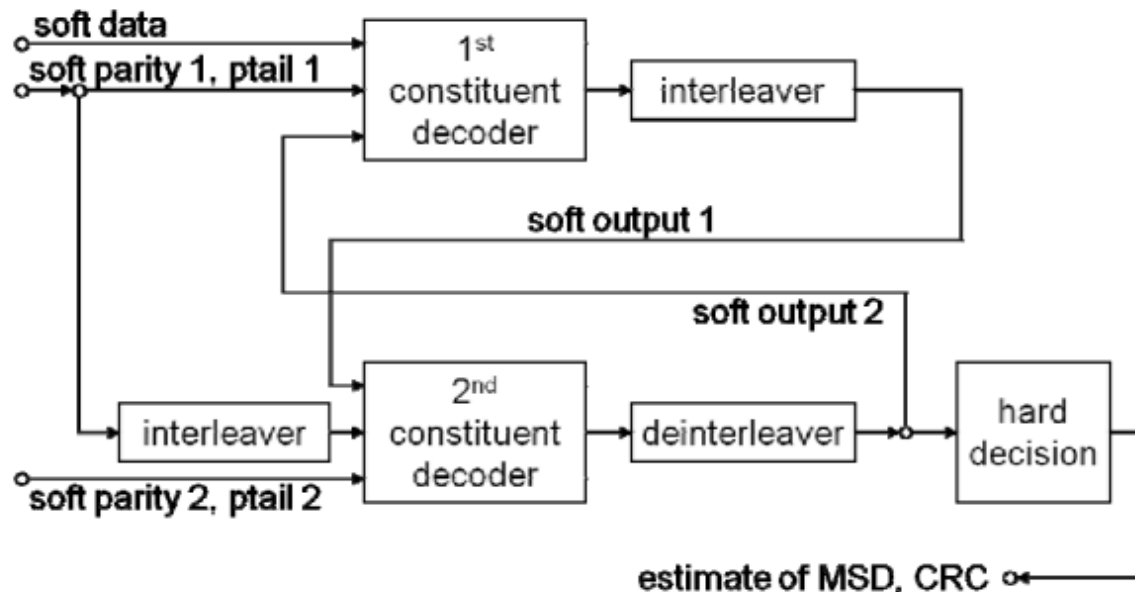 soft data
soft parity 1, ptail 1
1st
constituent
decoder
interleaver
soft output 1
soft output 2
interleaver
2nd
constituent
decoder
deinterleaver
hard
decision
soft parity 2, ptail 2
estimate of MSD, CRC